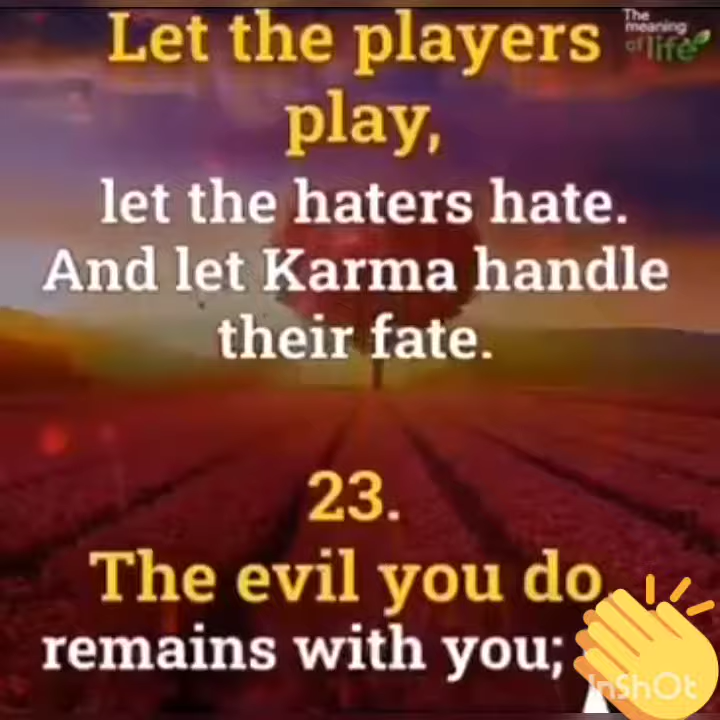 Let the players
play,
let the haters hate.
And let Karma handle
their fate.
23.
The evil you do
remains with you;
The
meaning
of life
InShOt